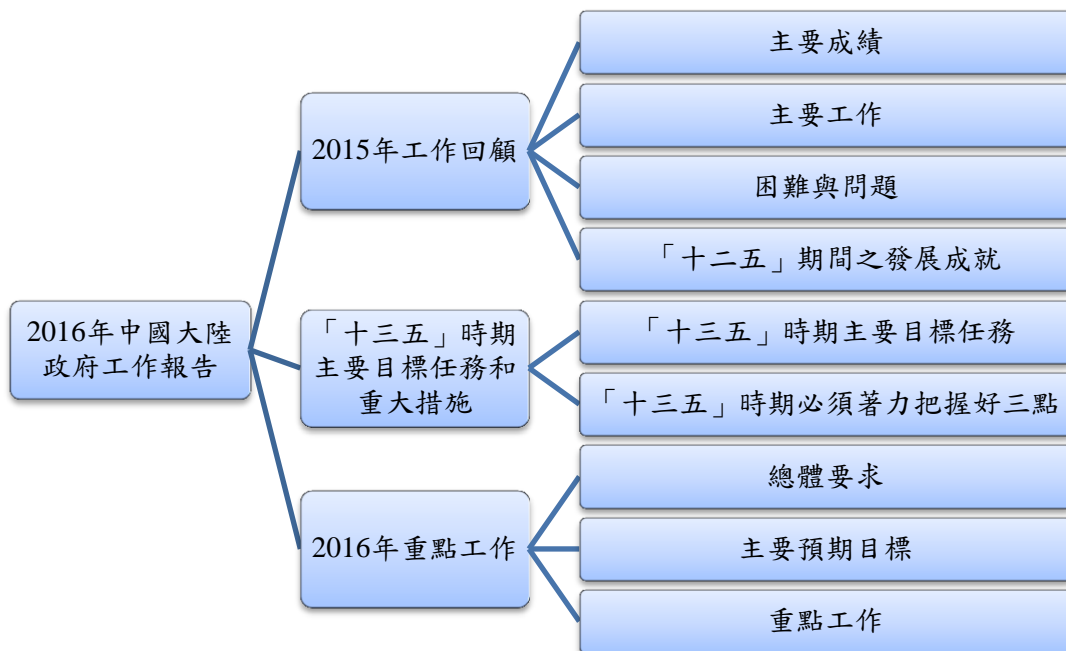 2016年中國大陸
政府工作報告
2015年工作回顧
主要成績
主要工作
困難與問題
「十二五」期間之發展成就
「十三五」時期
主要目標任務和
重大措施
「十三五」時期主要目標任務
「十三五」時期必須著力把握好三點
2016年重點工作
總體要求
主要預期目標
重點工作